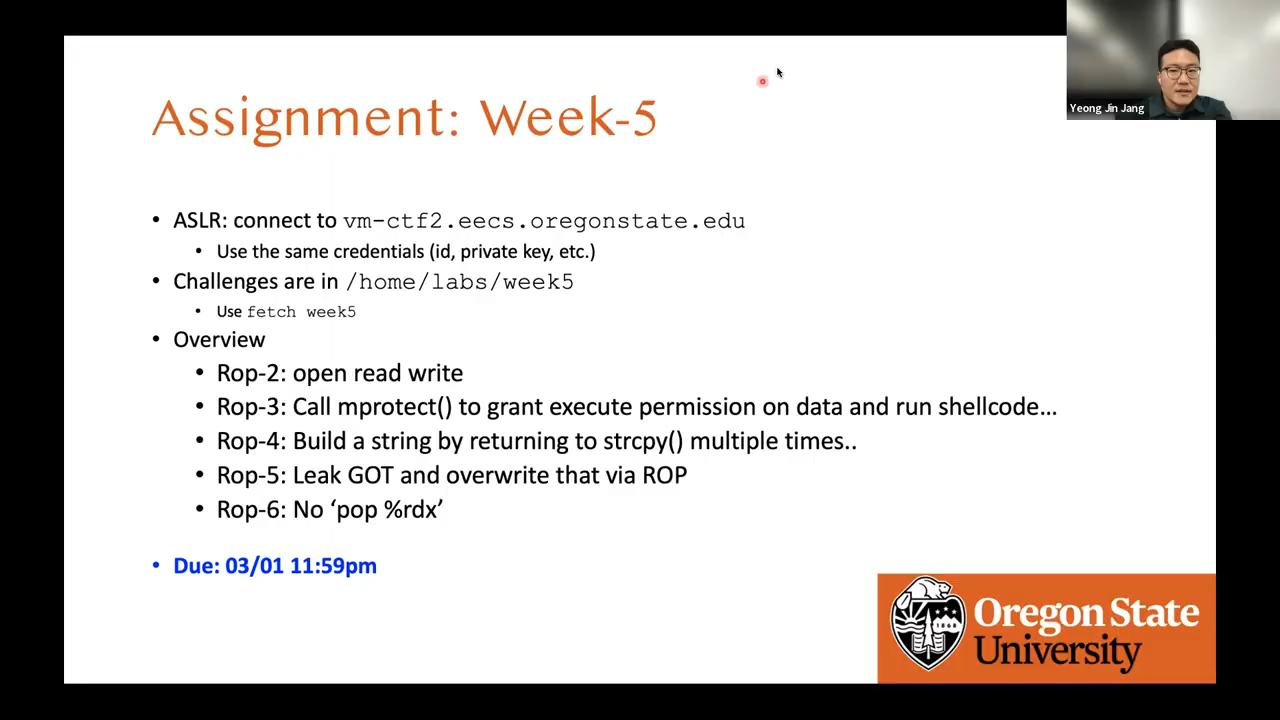 Yeong Jin Jang
Assignment: Week-5
• ASLR: connect to vm-ctf2.eecs.oregonstate.edu
• Use the same credentials (id, private key, etc.)
• Challenges are in /home/labs/week5
• Use fetch week5
• Overview
• Rop-2: open read write
• Rop-3: Call mprotect() to grant execute permission on data and run shellcode…
• Rop-4: Build a string by returning to strcpy() multiple times..
• Rop-5: Leak GOT and overwrite that via ROP
• Rop-6: No ‘pop %rdx’
• Due: 03/01 11:59pm
Oregon State
University